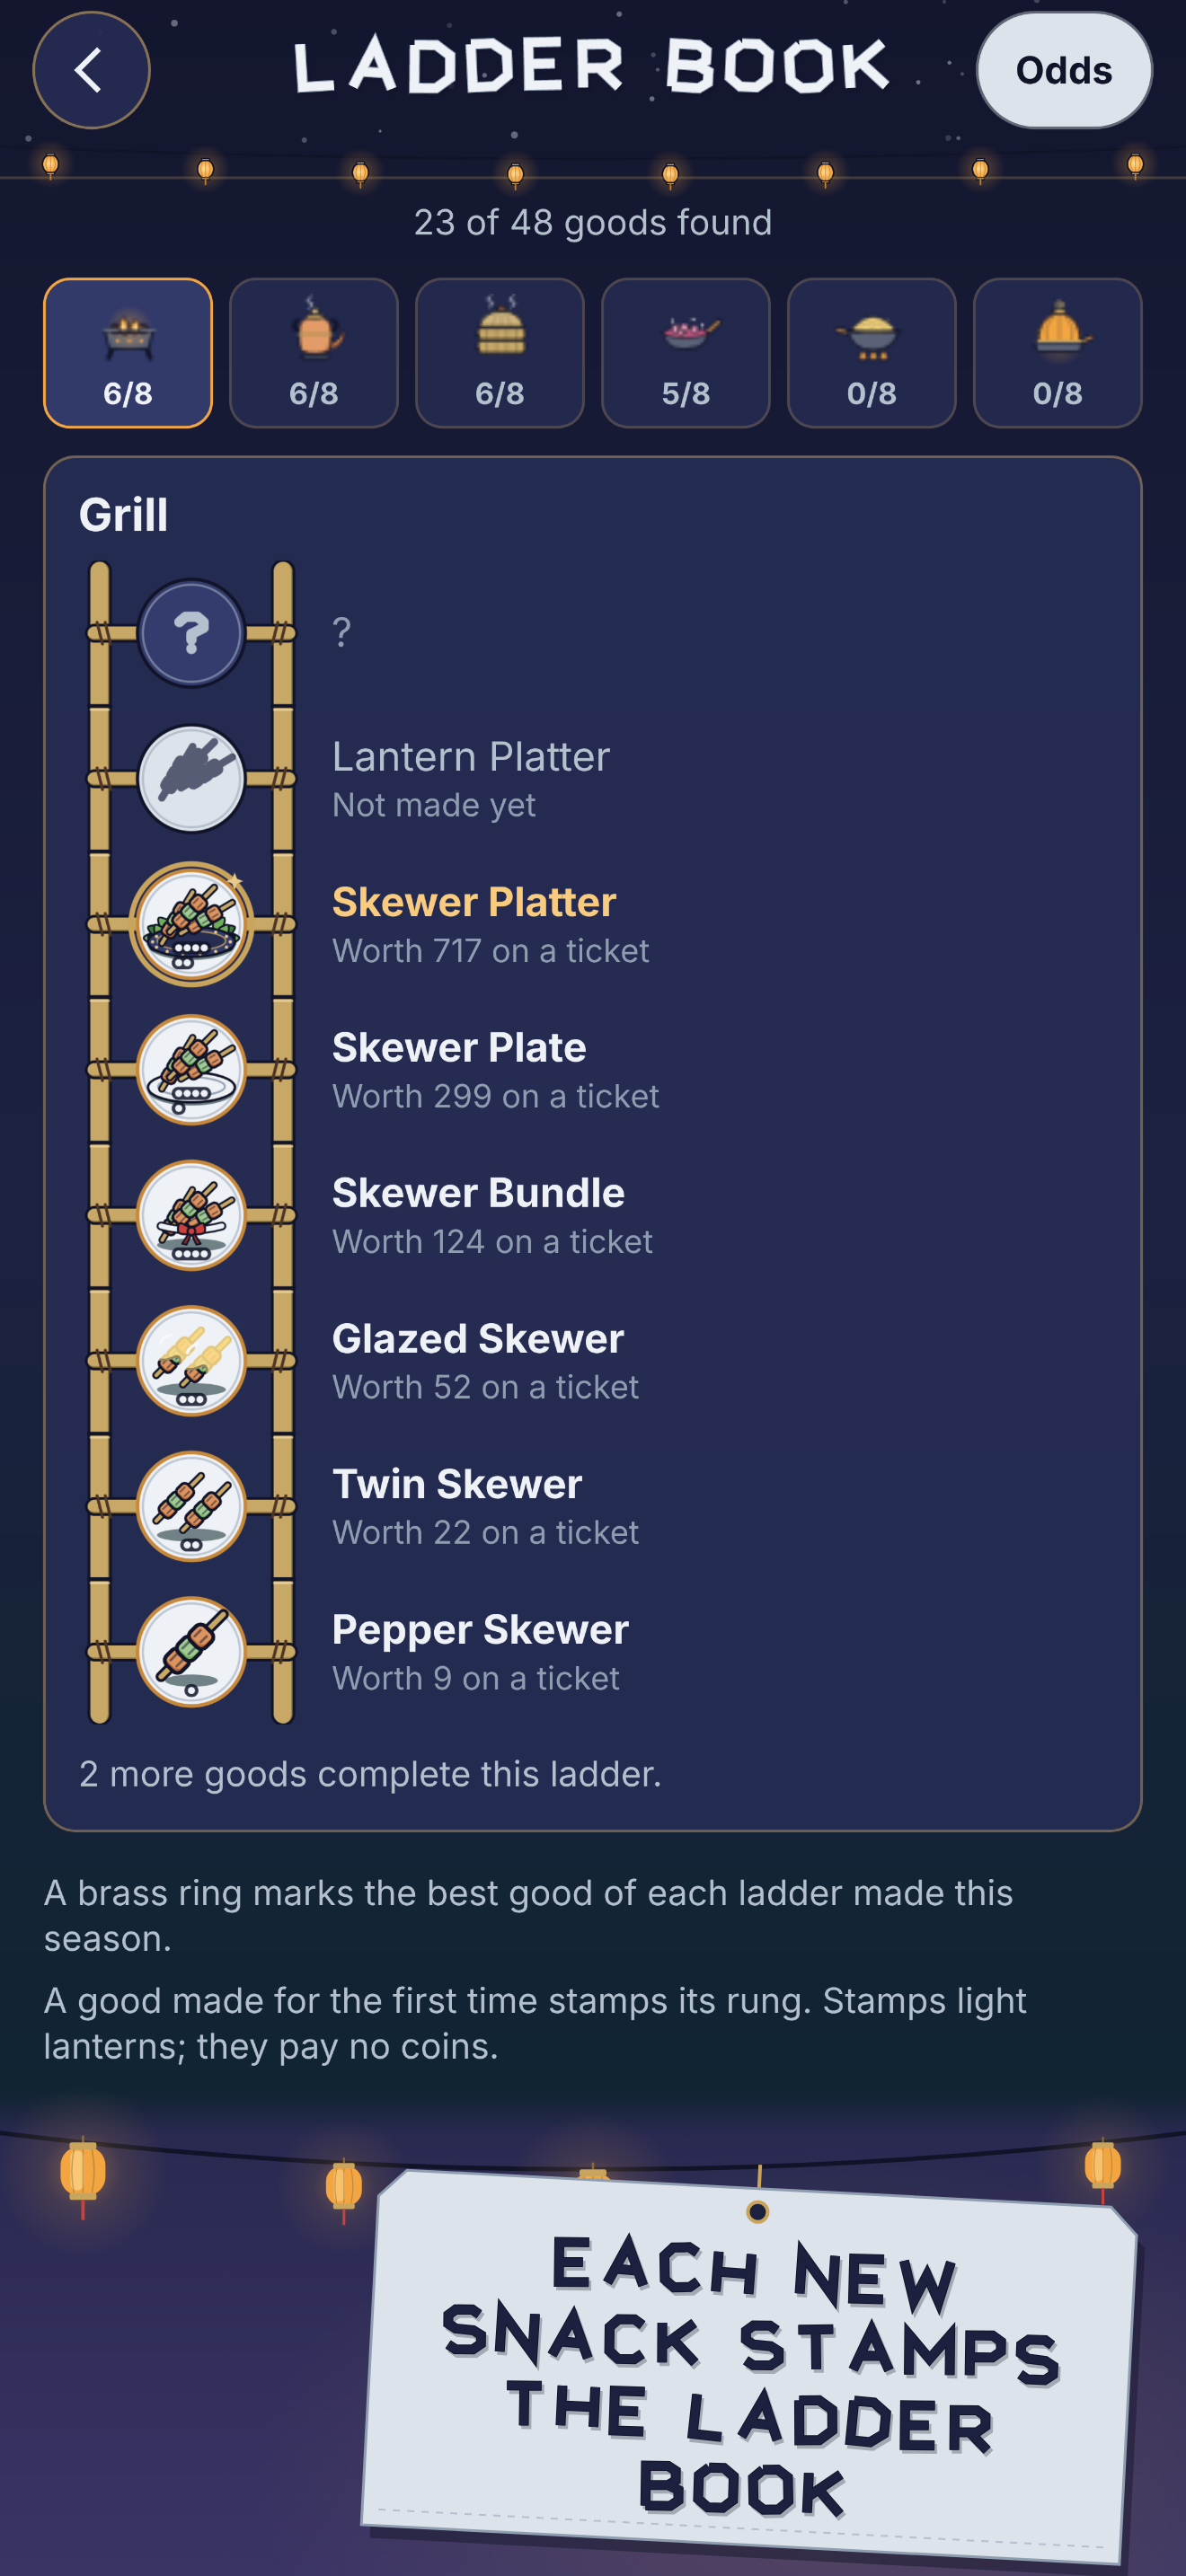 LADDER BOOK
Odds
23 of 48 goods found
6/8
6/8
6/8
5/8
0/8
0/8
Grill
?
?
Lantern Platter
Not made yet
Skewer Platter
Worth 717 on a ticket
Skewer Plate
Worth 299 on a ticket
Skewer Bundle
Worth 124 on a ticket
Glazed Skewer
Worth 52 on a ticket
Twin Skewer
Worth 22 on a ticket
Pepper Skewer
Worth 9 on a ticket
2 more goods complete this ladder.
A brass ring marks the best good of each ladder made this
season.
A good made for the first time stamps its rung. Stamps light
lanterns; they pay no coins.
EACH NEW
SNACK STAMPS
THE LADDER
BOOK